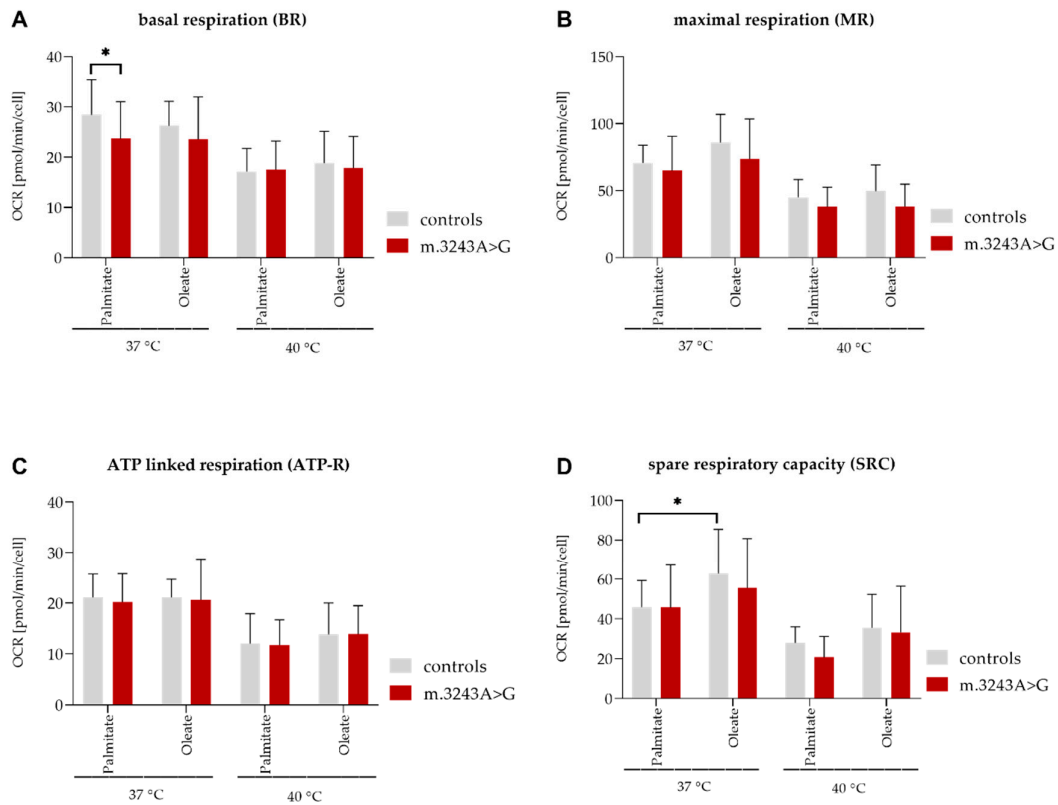 A
basal respiration (BR)
40
30
20
10
0
OCR [pmol/min/cell]
*
controls
m.3243A>G
Palmitate
Oleate
Palmitate
Oleate
37 °C
40 °C
B
maximal respiration (MR)
150
100
50
0
OCR [pmol/min/cell]
controls
m.3243A>G
Palmitate
Oleate
Palmitate
Oleate
37 °C
40 °C
C
ATP linked respiration (ATP-R)
40
30
20
10
0
OCR [pmol/min/cell]
controls
m.3243A>G
Palmitate
Oleate
Palmitate
Oleate
37 °C
40 °C
D
spare respiratory capacity (SRC)
100
80
60
40
20
0
OCR [pmol/min/cell]
*
controls
m.3243A>G
Palmitate
Oleate
Palmitate
Oleate
37 °C
40 °C